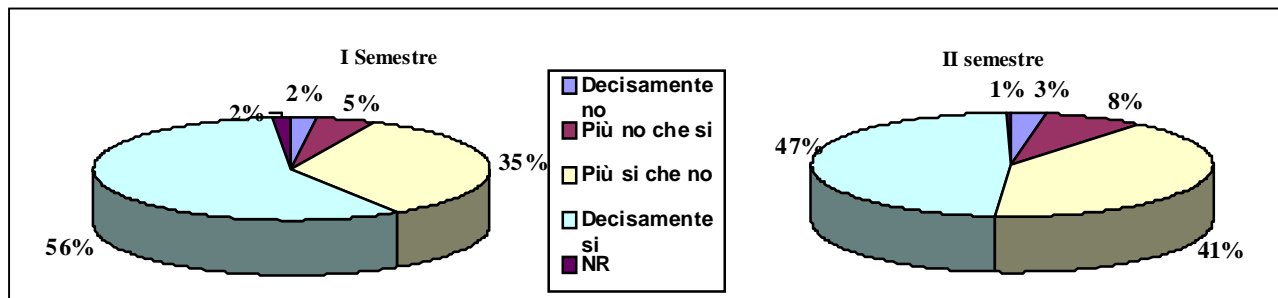 I Semestre
2%
2%
5%
35%
56%
Decisamente
no
Più no che si
Più si che no
Decisamente
si
NR
II semestre
1%
3%
8%
47%
41%